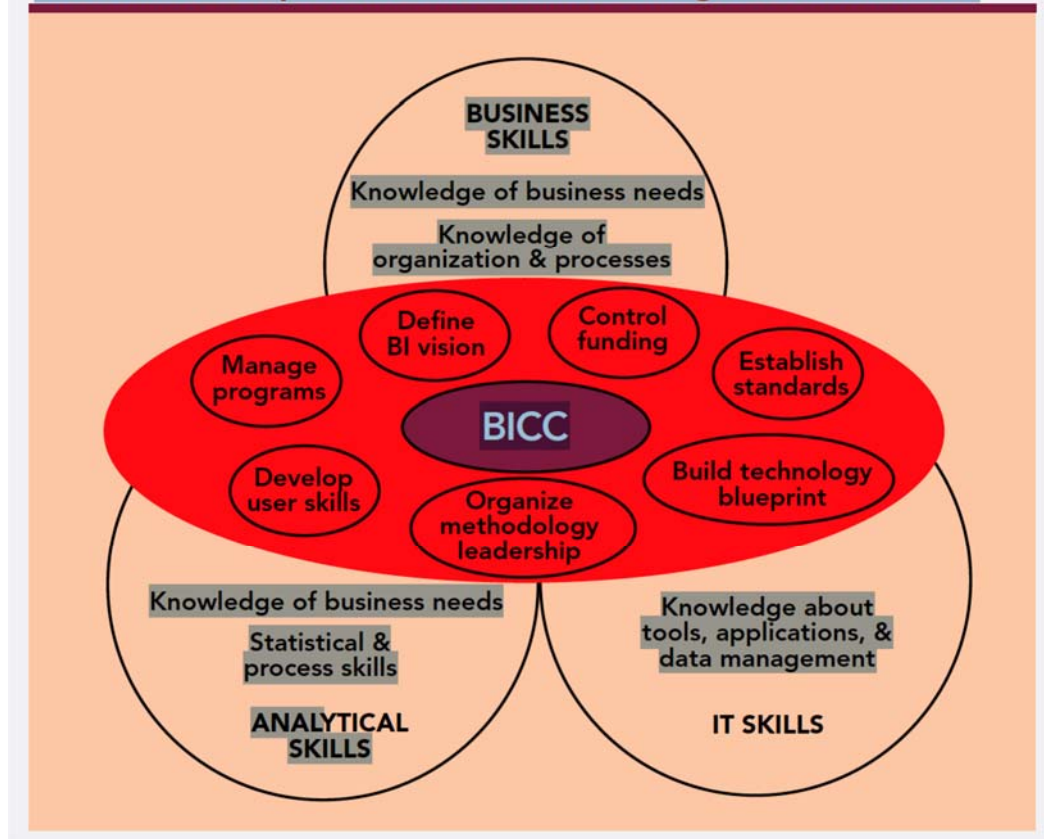 BUSINESS
SKILLS
Knowledge of business needs
Knowledge of
organization & processes
Define
BI vision
Control
funding
Manage
programs
Establish
standards
BICC
Develop
user skills
Organize
methodology
leadership
Build technology
blueprint
Knowledge of business needs
Statistical &
process skills
ANALYTICAL
SKILLS
Knowledge about
tools, applications, &
data management
IT SKILLS